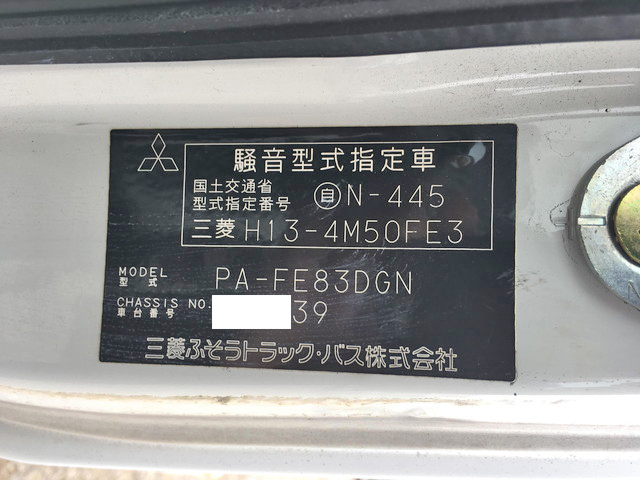 騒音型式指定車
国土交通省
型式指定番号 自N-445
三菱 H13-4M50FE3
MODEL
型式 PA-FE83DGN
CHASSIS NO.
車台番号 39
三菱ふそうトラック・バス株式会社